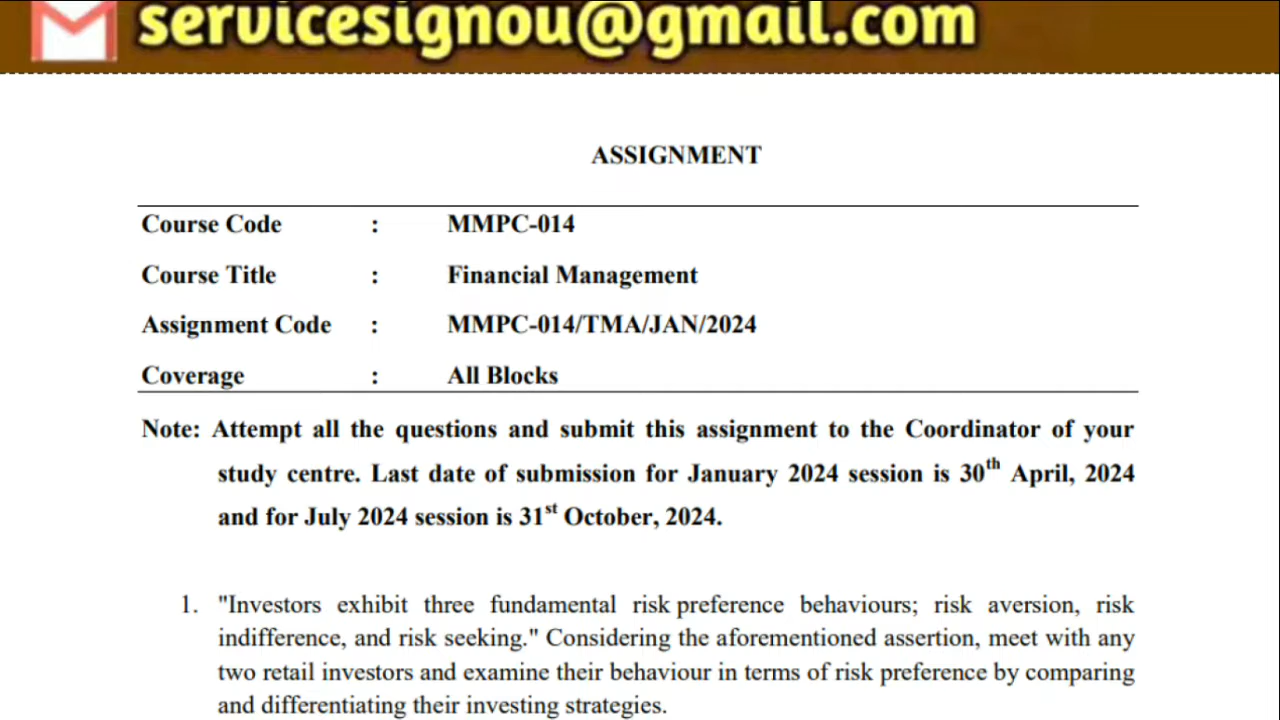 servicesignou@gmail.com
ASSIGNMENT
Course Code : MMPC-014
Course Title : Financial Management
Assignment Code : MMPC-014/TMA/JAN/2024
Coverage : All Blocks
Note: Attempt all the questions and submit this assignment to the Coordinator of your
study centre. Last date of submission for January 2024 session is 30th April, 2024
and for July 2024 session is 31st October, 2024.
1. "Investors exhibit three fundamental risk preference behaviours; risk aversion, risk
indifference, and risk seeking." Considering the aforementioned assertion, meet with any
two retail investors and examine their behaviour in terms of risk preference by comparing
and differentiating their investing strategies.